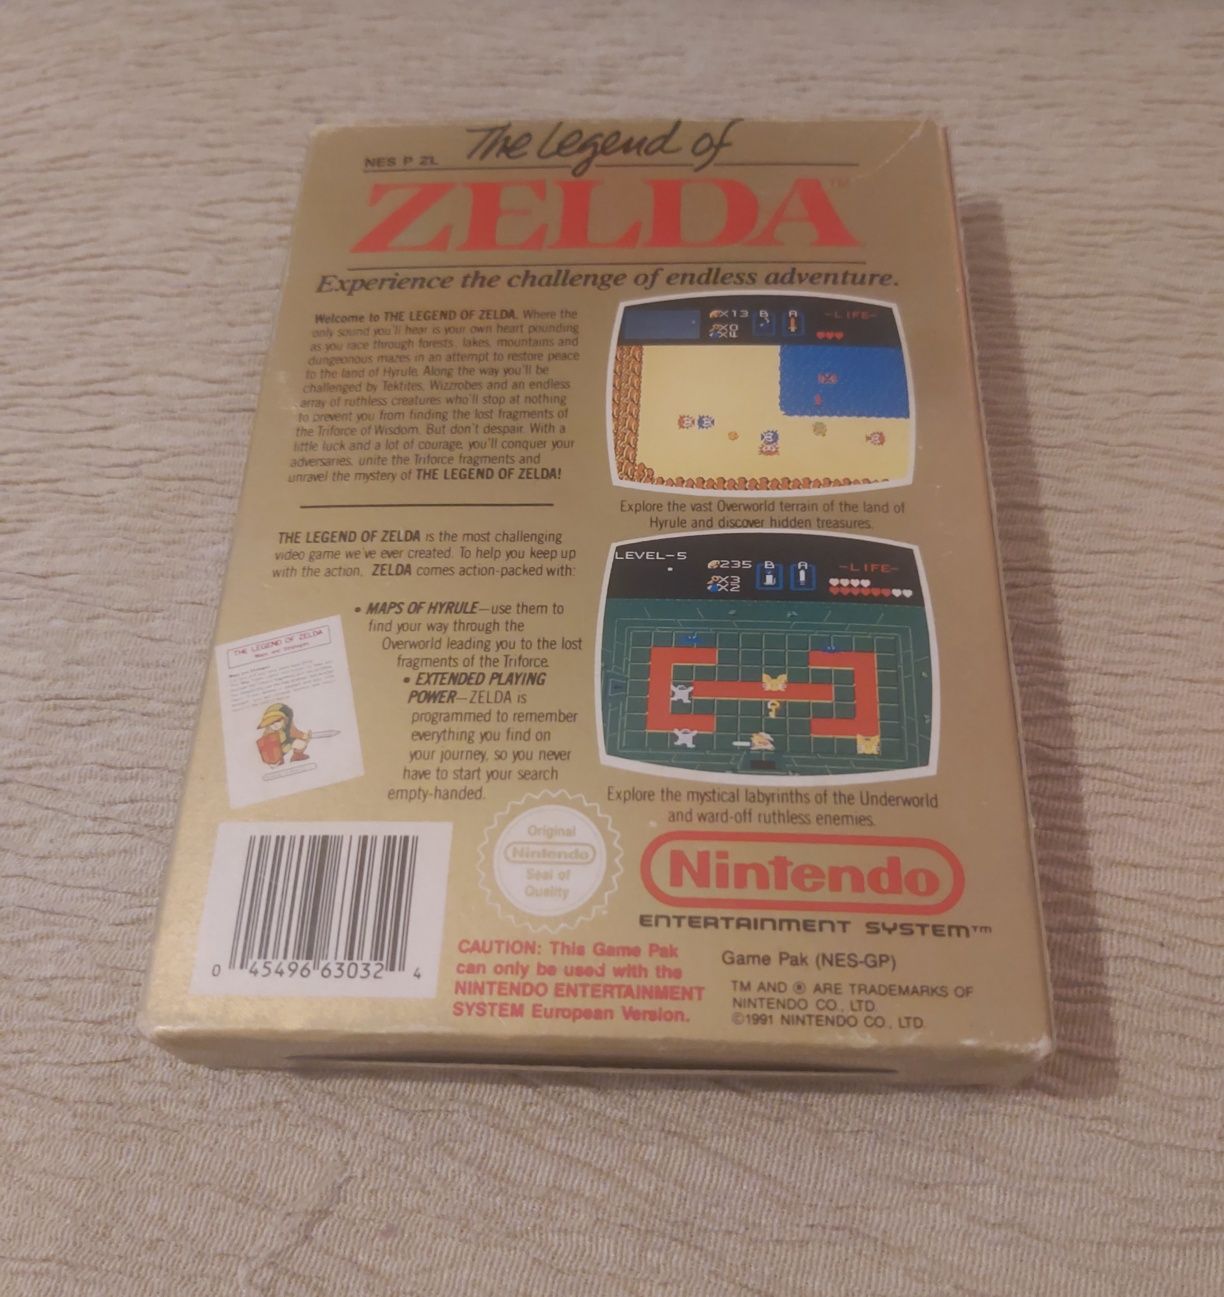 The Legend of
NES P ZL
ZELDA™
Experience the challenge of endless adventure.
Welcome to THE LEGEND OF ZELDA. Where the
only sound you'll hear is your own heart pounding
as you race through forests, lakes, mountains and
dungeonous mazes in an attempt to restore peace
to the land of Hyrule. Along the way you'll be
challenged by Tektites, Wizzrobes and an endless
array of ruthless creatures who'll stop at nothing
to prevent you from finding the lost fragments of
the Triforce of Wisdom. But don't despair. With a
little luck and a lot of courage, you'll conquer your
adversaries, unite the Triforce fragments and
unravel the mystery of THE LEGEND OF ZELDA!
X13 B A -LIFE-
X0
X4
Explore the vast Overworld terrain of the land of
Hyrule and discover hidden treasures.
THE LEGEND OF ZELDA is the most challenging
video game we've ever created. To help you keep up
with the action, ZELDA comes action-packed with:
• MAPS OF HYRULE—use them to
find your way through the
Overworld leading you to the lost
fragments of the Triforce.
• EXTENDED PLAYING
POWER—ZELDA is
programmed to remember
everything you find on
your journey, so you never
have to start your search
empty-handed.
THE LEGEND OF ZELDA
Maps and Strategies
LEVEL-5
235 B A -LIFE-
X3
X2
Explore the mystical labyrinths of the Underworld
and ward-off ruthless enemies.
0 45496 63032 4
Original
Nintendo
Seal of
Quality
Nintendo
ENTERTAINMENT SYSTEM™
CAUTION: This Game Pak
can only be used with the
NINTENDO ENTERTAINMENT
SYSTEM European Version.
Game Pak (NES-GP)
TM AND ® ARE TRADEMARKS OF
NINTENDO CO., LTD.
©1991 NINTENDO CO., LTD.